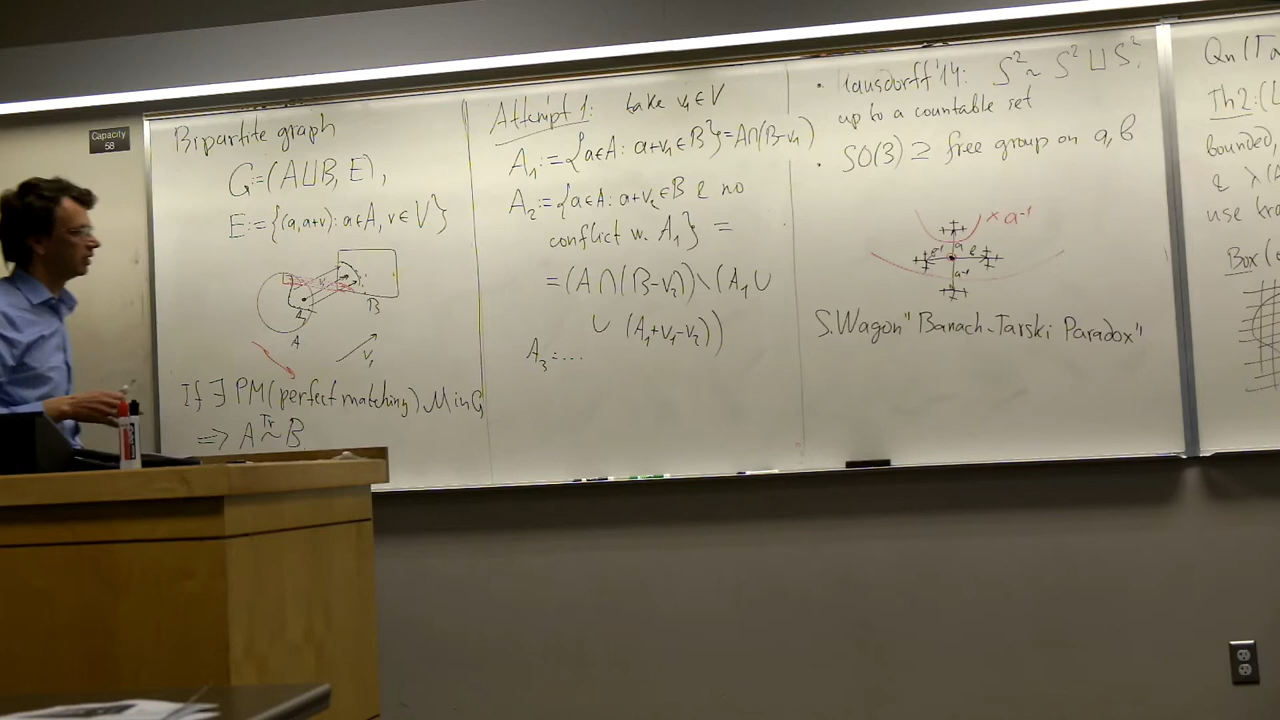 Capacity
58
Bipartite graph
G:=(A⊔B, E),
E:={(a,a+v): a∈A, v∈V}
A
B
A₁
V₁
If ∃ PM(perfect matching) M in G
⇒ A Tr~ B
Attempt 1: take v₁∈V
A₁:={a∈A: a+v₁∈B}=A∩(B-v₁)
A₂:={a∈A: a+v₂∈B & no
conflict w. A₁} =
=(A∩(B-v₂))\(A₁∪
∪(A₁+v₁-v₂))
A₃:=...
• Hausdorff'14: S²~S²⊔S²,
up to a countable set
• SO(3) ≥ free group on a,b
×a⁻¹
a
a⁻¹
S.Wagon "Banach-Tarski Paradox"
Th2:
bounded,
& λ(
use
Box(